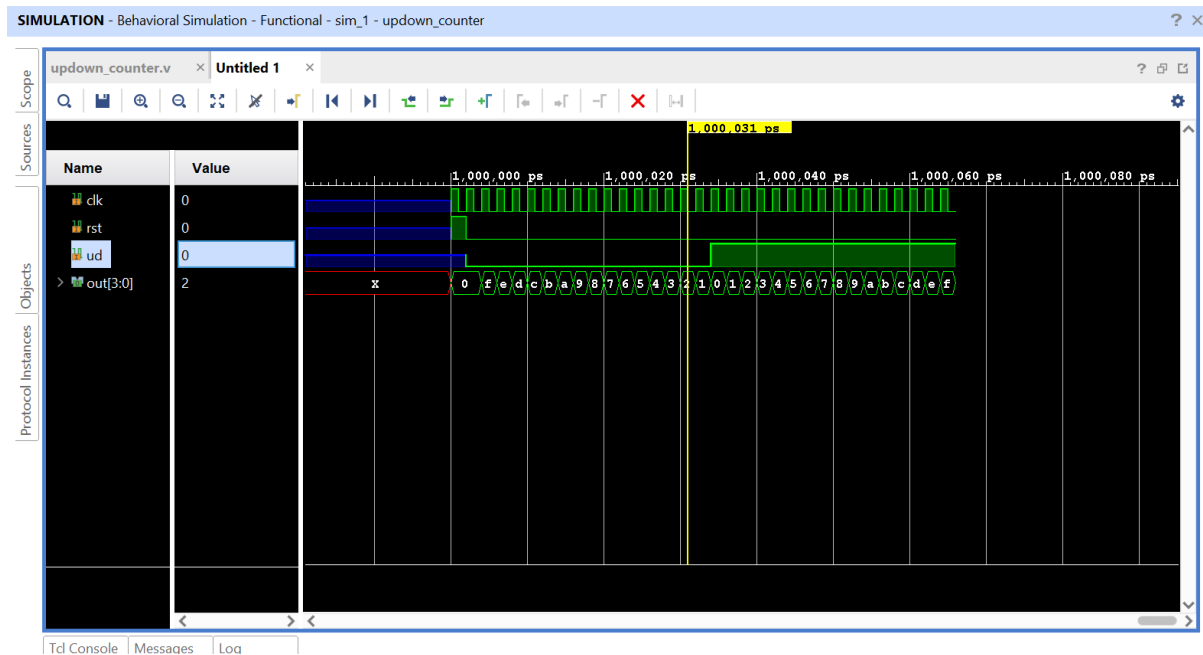 SIMULATION - Behavioral Simulation - Functional - sim_1 - updown_counter
? ×
Scope
Sources
Objects
Protocol Instances
updown_counter.v × Untitled 1 ×
?
1,000,031 ps
Name Value
1,000,000 ps 1,000,020 ps 1,000,040 ps 1,000,060 ps 1,000,080 ps
clk 0
rst 0
ud 0
> out[3:0] 2 X 0 f e d c b a 9 8 7 6 5 4 3 2 1 0 1 2 3 4 5 6 7 8 9 a b c d e f
Tcl Console Messages Log